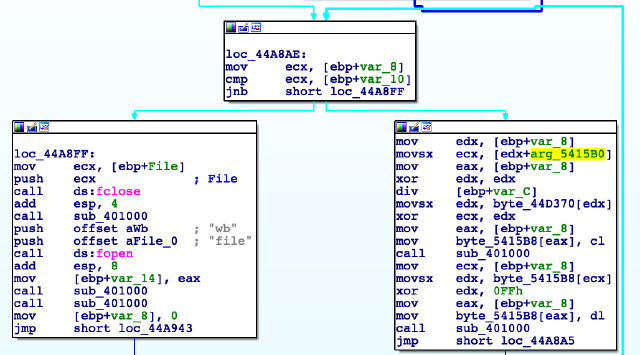 loc_44A8AE:
mov ecx, [ebp+var_8]
cmp ecx, [ebp+var_10]
jnb short loc_44A8FF
loc_44A8FF:
mov ecx, [ebp+File]
push ecx ; File
call ds:fclose
add esp, 4
call sub_401000
push offset aWb ; "wb"
push offset aFile_0 ; "file"
call ds:fopen
add esp, 8
mov [ebp+var_14], eax
call sub_401000
call sub_401000
mov [ebp+var_8], 0
jmp short loc_44A943
mov edx, [ebp+var_8]
movsx ecx, [edx+arg_5415B0]
mov eax, [ebp+var_8]
xor edx, edx
div [ebp+var_C]
movsx edx, byte_44D370[edx]
xor ecx, edx
mov eax, [ebp+var_8]
mov byte_5415B8[eax], cl
call sub_401000
mov ecx, [ebp+var_8]
movsx edx, byte_5415B8[ecx]
xor edx, 0FFh
mov eax, [ebp+var_8]
mov byte_5415B8[eax], dl
call sub_401000
jmp short loc_44A8A5